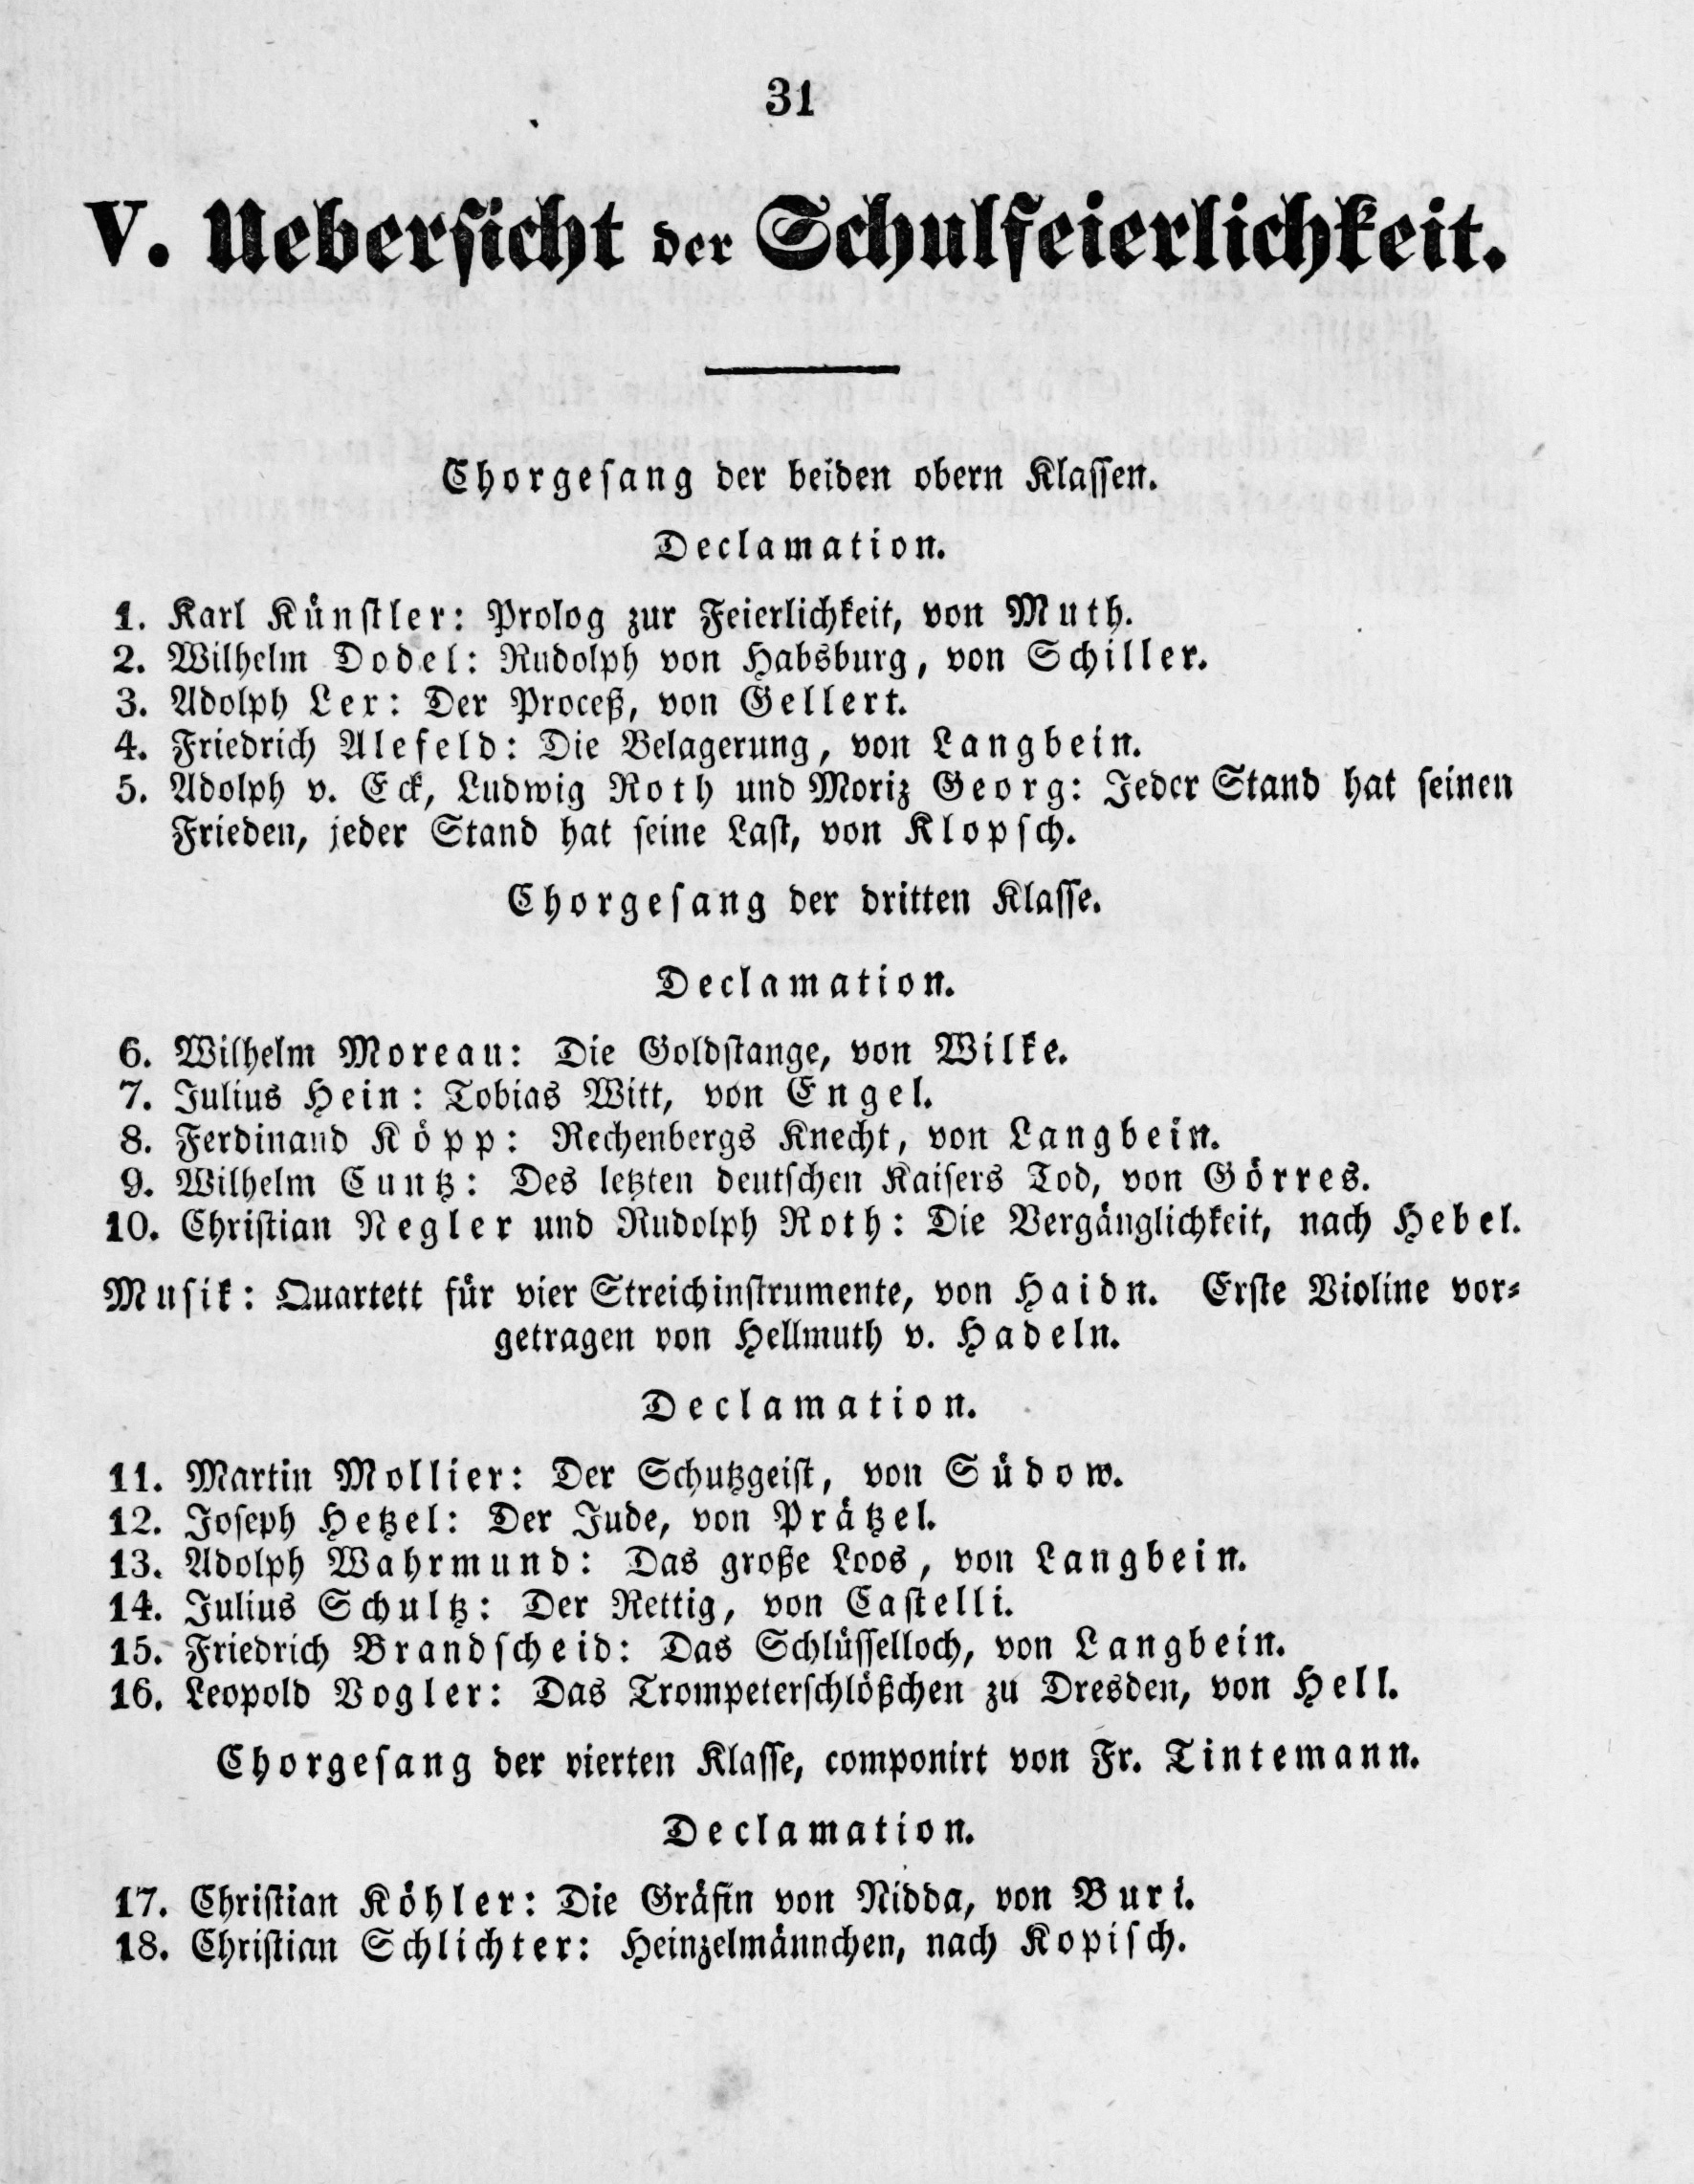 31
V. Uebersicht der Schulfeierlichkeit.
Chorgesang der beiden obern Klassen.
Declamation.
1. Karl Künstler: Prolog zur Feierlichkeit, von Muth.
2. Wilhelm Dodel: Rudolph von Habsburg, von Schiller.
3. Adolph Ler: Der Proceß, von Gellert.
4. Friedrich Alefeld: Die Belagerung, von Langbein.
5. Adolph v. Eck, Ludwig Roth und Moriz Georg: Jeder Stand hat seinen
Frieden, jeder Stand hat seine Last, von Klopsch.
Chorgesang der dritten Klasse.
Declamation.
6. Wilhelm Moreau: Die Goldstange, von Wilke.
7. Julius Hein: Tobias Witt, von Engel.
8. Ferdinand Köpp: Rechenbergs Knecht, von Langbein.
9. Wilhelm Cuntz: Des letzten deutschen Kaisers Tod, von Görres.
10. Christian Negler und Rudolph Roth: Die Vergänglichkeit, nach Hebel.
Musik: Quartett für vier Streichinstrumente, von Haidn. Erste Violine vor-
getragen von Hellmuth v. Hadeln.
Declamation.
11. Martin Mollier: Der Schutzgeist, von Südow.
12. Joseph Hetzel: Der Jude, von Prätzel.
13. Adolph Wahrmund: Das große Loos, von Langbein.
14. Julius Schultz: Der Rettig, von Castelli.
15. Friedrich Brandscheid: Das Schlüsselloch, von Langbein.
16. Leopold Vogler: Das Trompeterschlößchen zu Dresden, von Hell.
Chorgesang der vierten Klasse, componirt von Fr. Tintemann.
Declamation.
17. Christian Köhler: Die Gräfin von Nidda, von Buri.
18. Christian Schlichter: Heinzelmännchen, nach Kopisch.